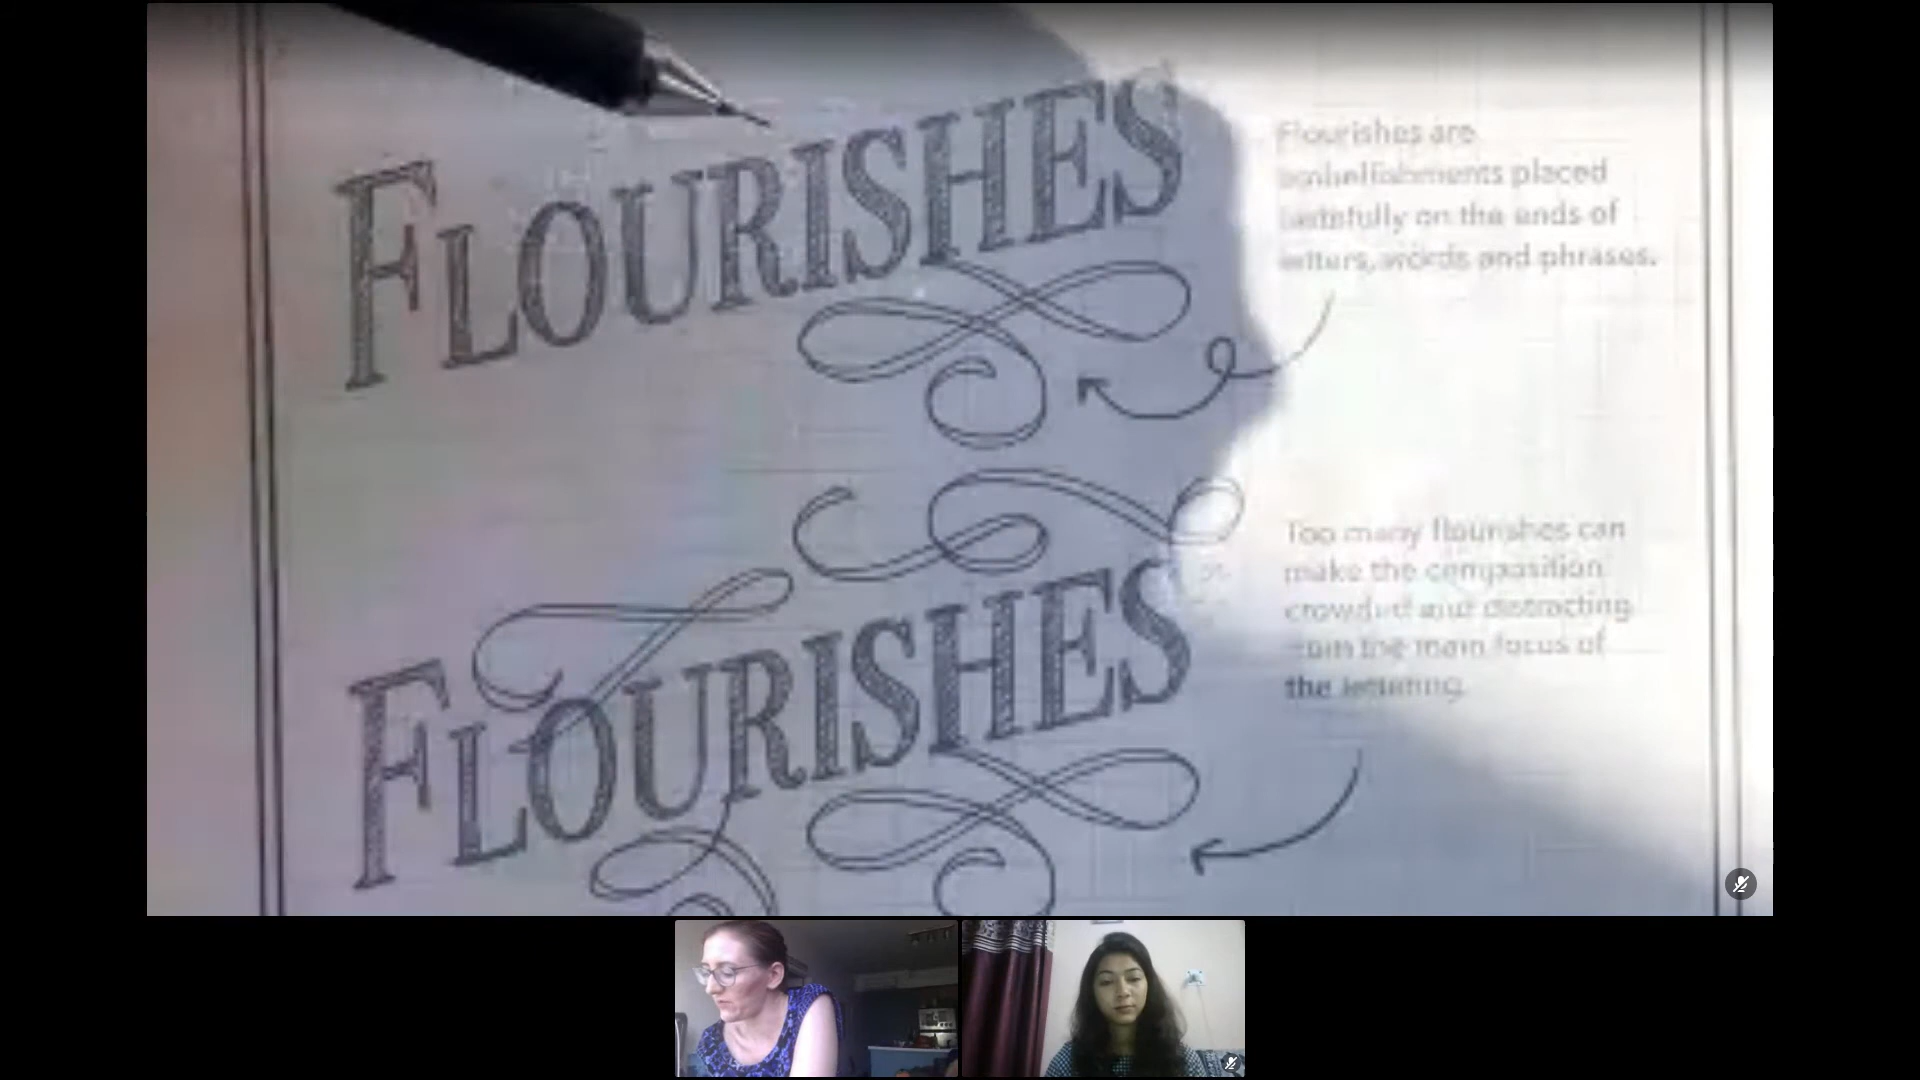 FLOURISHES
Flourishes are
embellishments placed
tastefully on the ends of
letters, words and phrases.
FLOURISHES
Too many flourishes can
make the composition
crowded and distracting
from the main focus of
the lettering.